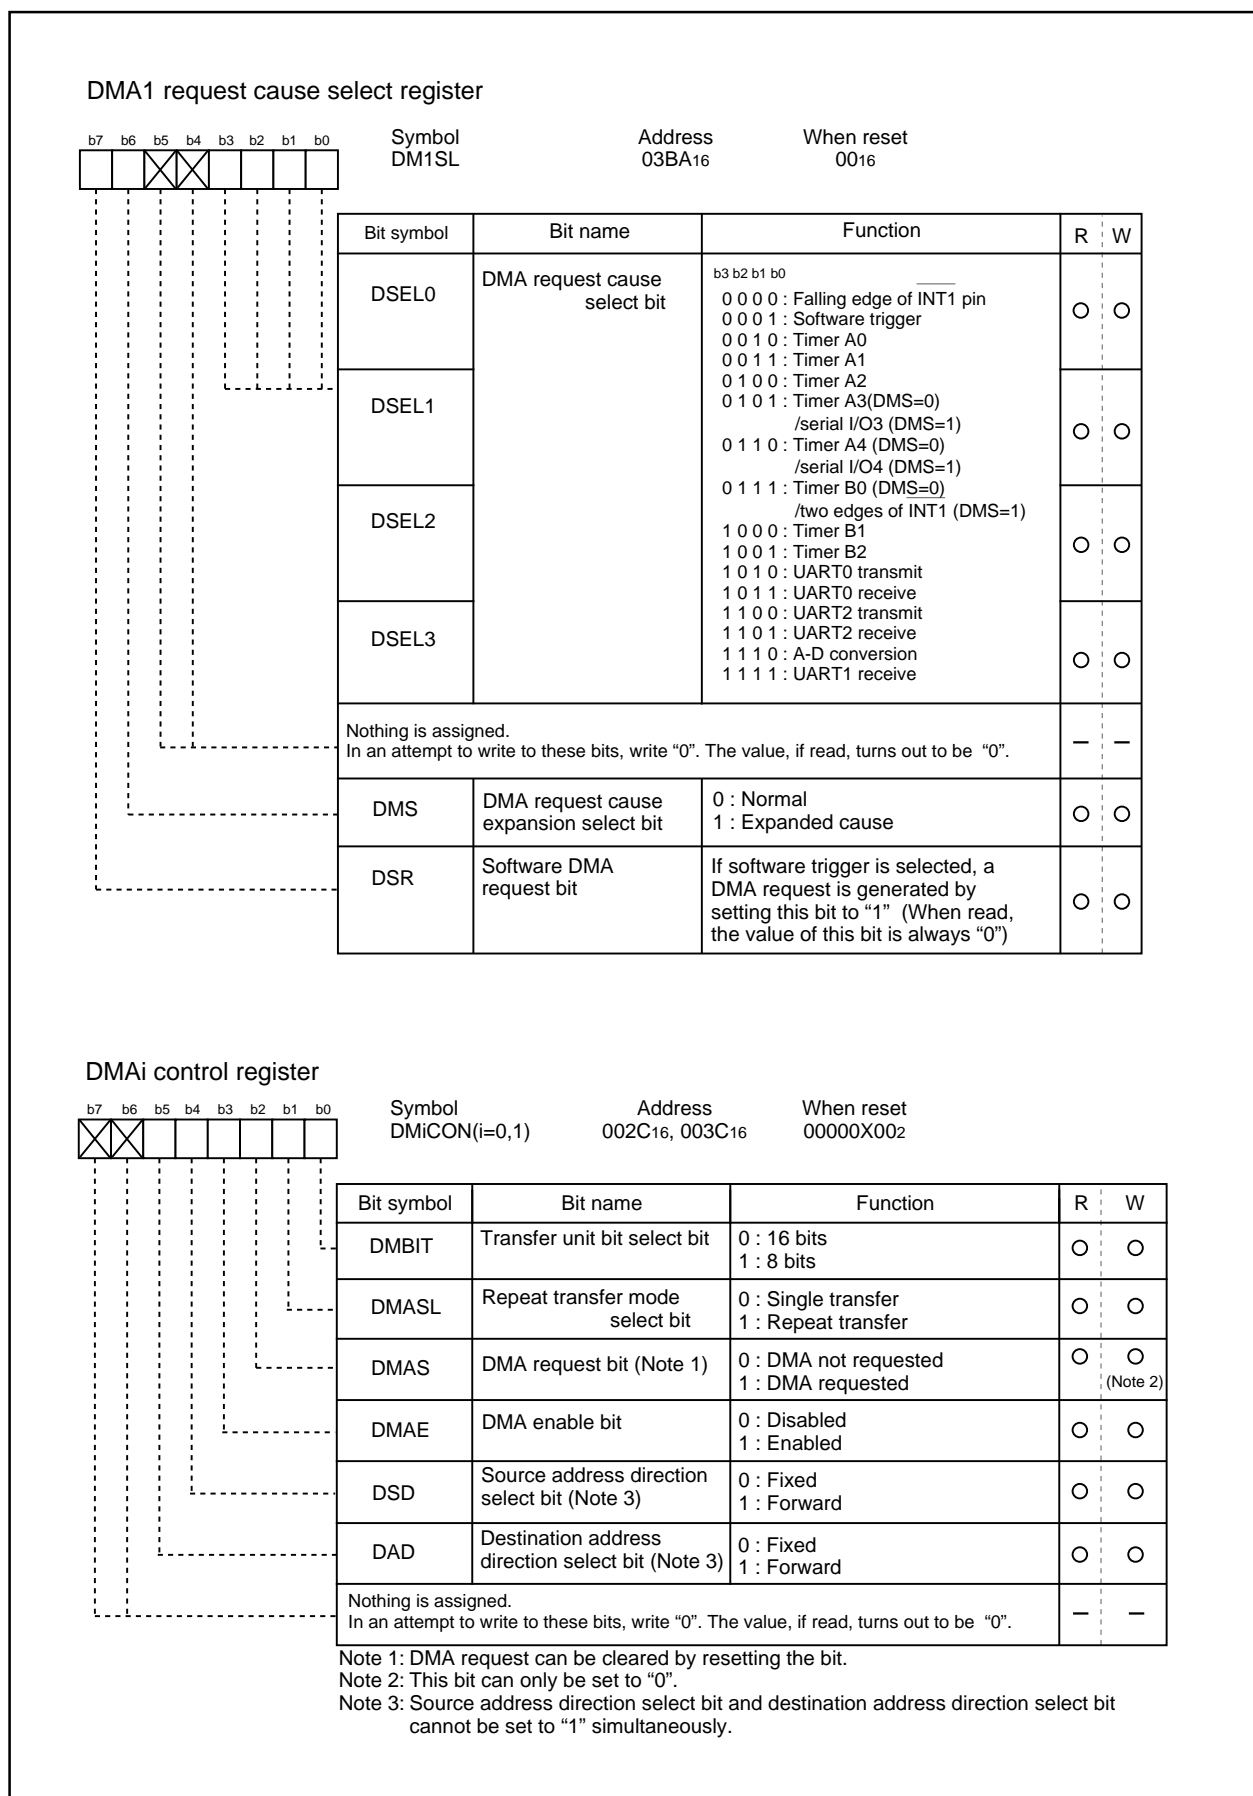 DMA1 request cause select register
b7 b6 b5 b4 b3 b2 b1 b0
Symbol Address When reset
DM1SL 03BA16 0016
Bit symbol Bit name Function R W
DSEL0 DMA request cause select bit
b3 b2 b1 b0
0 0 0 0 : Falling edge of INT1 pin
0 0 0 1 : Software trigger
0 0 1 0 : Timer A0
0 0 1 1 : Timer A1
0 1 0 0 : Timer A2
DSEL1
0 1 0 1 : Timer A3(DMS=0)
/serial I/O3 (DMS=1)
0 1 1 0 : Timer A4 (DMS=0)
/serial I/O4 (DMS=1)
0 1 1 1 : Timer B0 (DMS=0)
/two edges of INT1 (DMS=1)
DSEL2
1 0 0 0 : Timer B1
1 0 0 1 : Timer B2
1 0 1 0 : UART0 transmit
1 0 1 1 : UART0 receive
1 1 0 0 : UART2 transmit
DSEL3
1 1 0 1 : UART2 receive
1 1 1 0 : A-D conversion
1 1 1 1 : UART1 receive
Nothing is assigned.
In an attempt to write to these bits, write “0”. The value, if read, turns out to be “0”.
DMS
DMA request cause
expansion select bit
0 : Normal
1 : Expanded cause
DSR
Software DMA
request bit
If software trigger is selected, a
DMA request is generated by
setting this bit to “1” (When read,
the value of this bit is always “0”)
DMAi control register
b7 b6 b5 b4 b3 b2 b1 b0
Symbol Address When reset
DMiCON(i=0,1) 002C16, 003C16 00000X002
Bit symbol Bit name Function R W
DMBIT
Transfer unit bit select bit
0 : 16 bits
1 : 8 bits
DMASL
Repeat transfer mode
select bit
0 : Single transfer
1 : Repeat transfer
DMAS
DMA request bit (Note 1)
0 : DMA not requested
1 : DMA requested
(Note 2)
DMAE
DMA enable bit
0 : Disabled
1 : Enabled
DSD
Source address direction
select bit (Note 3)
0 : Fixed
1 : Forward
DAD
Destination address
direction select bit (Note 3)
0 : Fixed
1 : Forward
Nothing is assigned.
In an attempt to write to these bits, write “0”. The value, if read, turns out to be “0”.
Note 1: DMA request can be cleared by resetting the bit.
Note 2: This bit can only be set to “0”.
Note 3: Source address direction select bit and destination address direction select bit
cannot be set to “1” simultaneously.